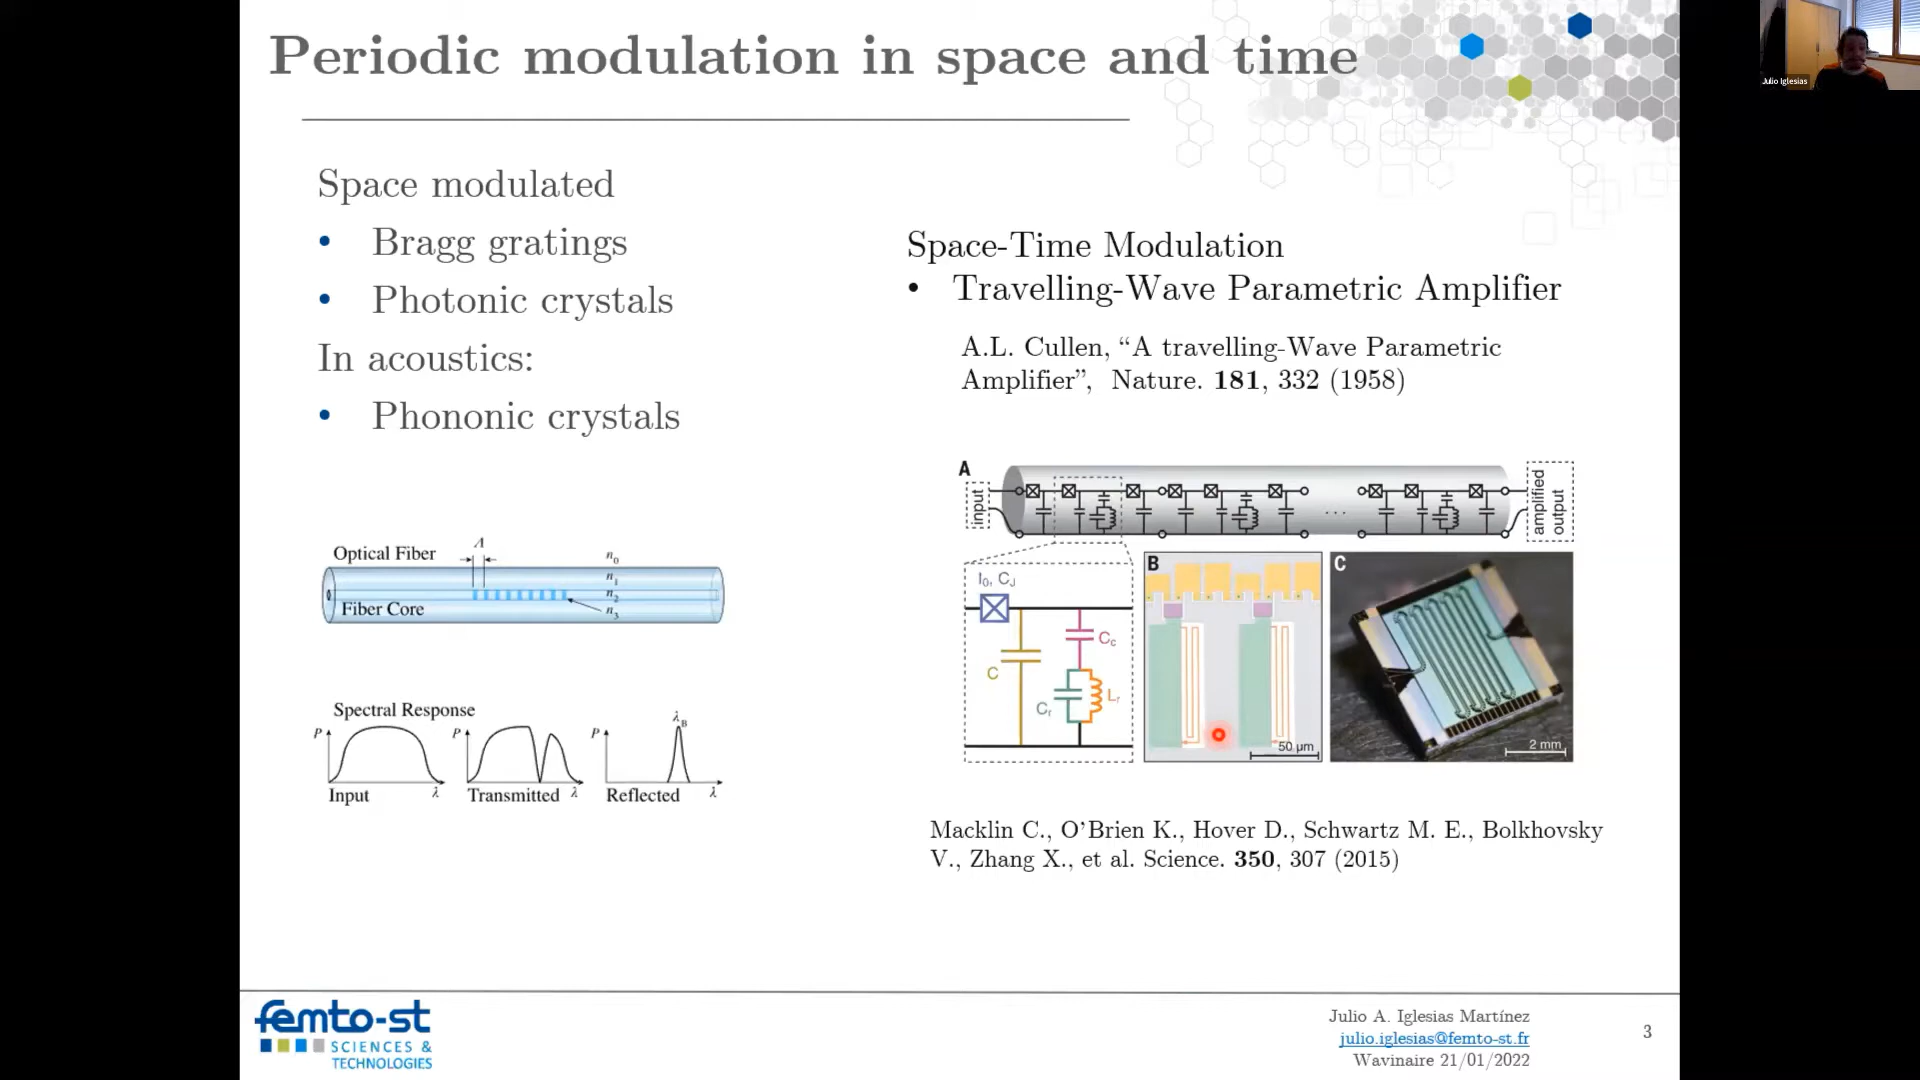 Periodic modulation in space and time
Julio Iglesias
Space modulated
• Bragg gratings
• Photonic crystals
In acoustics:
• Phononic crystals
Optical Fiber
Λ
n0
n1
n2
n3
Fiber Core
Spectral Response
P
P
P
λB
Input
λ
Transmitted
λ
Reflected
λ
Space-Time Modulation
• Travelling-Wave Parametric Amplifier
A.L. Cullen, “A travelling-Wave Parametric
Amplifier”, Nature. 181, 332 (1958)
A
input
. . .
amplified
output
I0, CJ
C
Cc
Cr
Lr
B
50 μm
C
2 mm
Macklin C., O’Brien K., Hover D., Schwartz M. E., Bolkhovsky
V., Zhang X., et al. Science. 350, 307 (2015)
femto-st
SCIENCES &
TECHNOLOGIES
Julio A. Iglesias Martínez
julio.iglesias@femto-st.fr
Wavinaire 21/01/2022
3